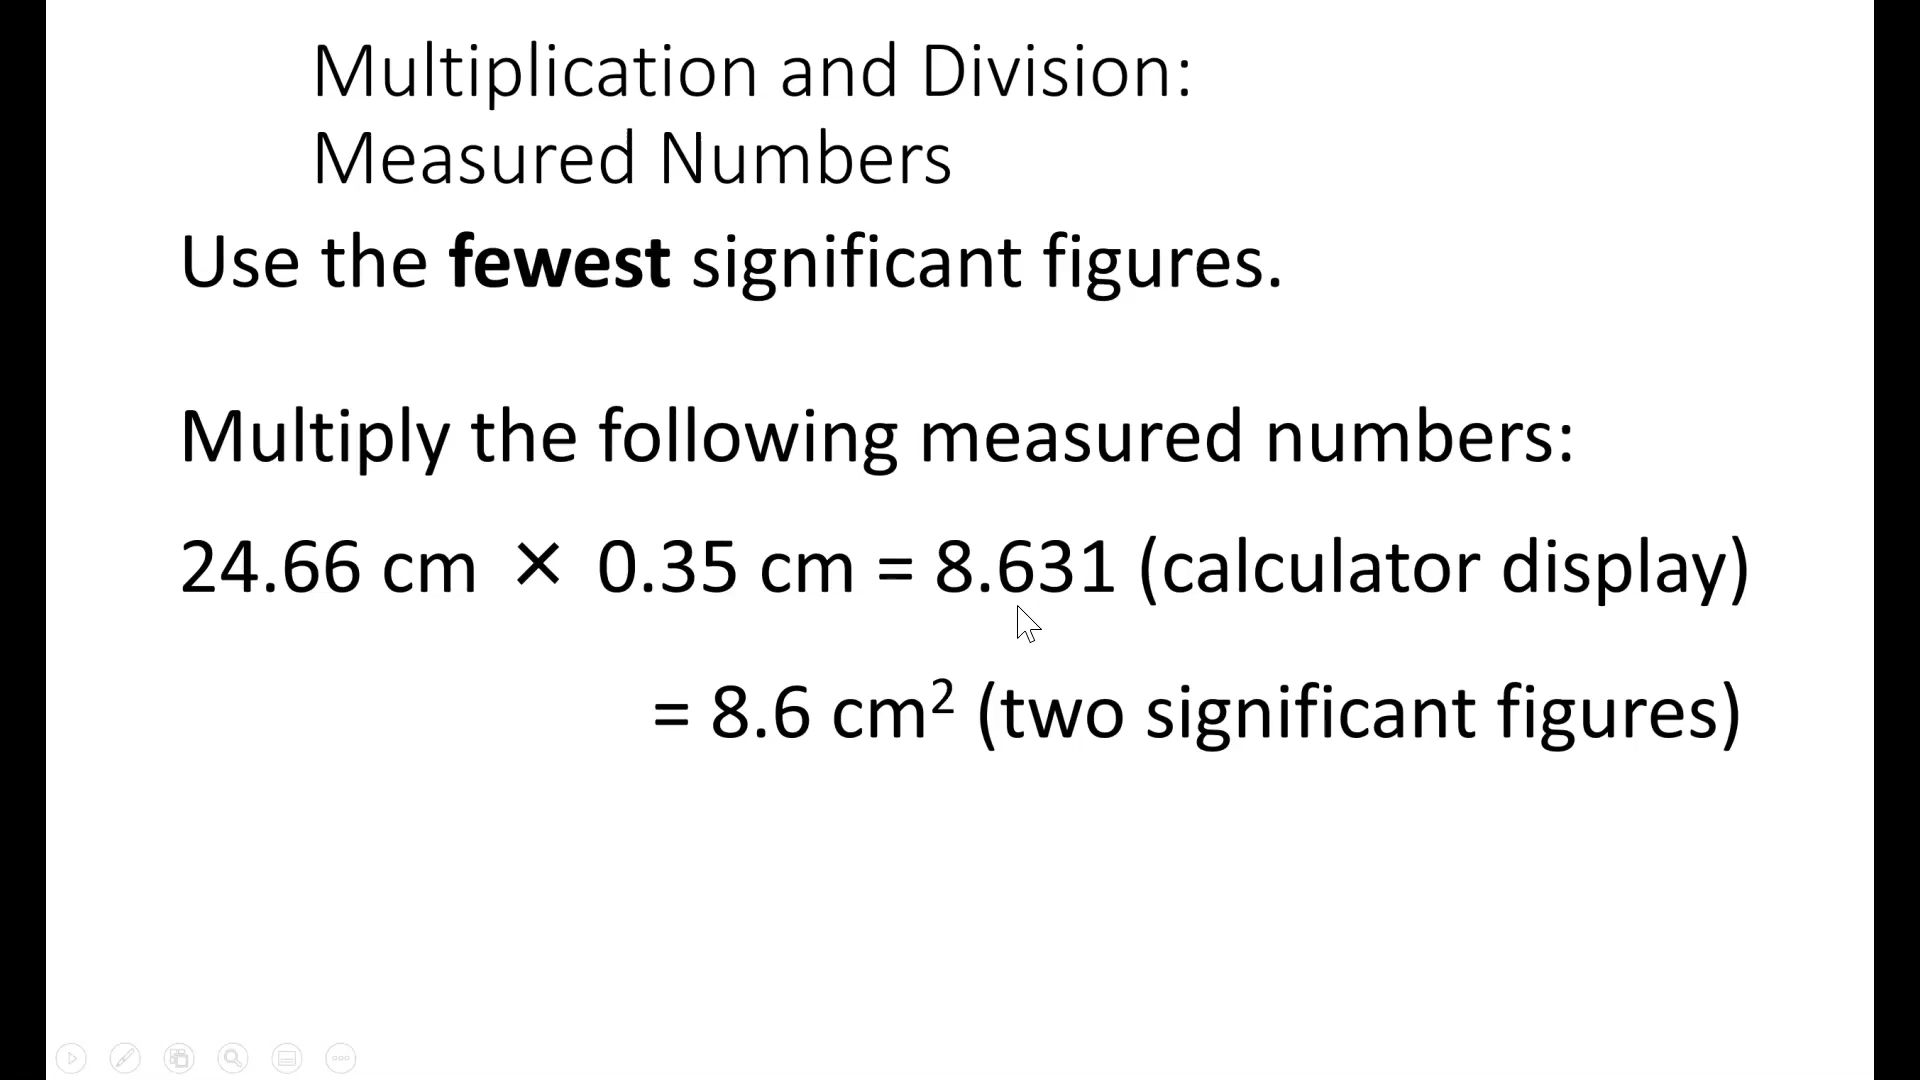 Multiplication and Division:
Measured Numbers
Use the fewest significant figures.
Multiply the following measured numbers:
24.66 cm × 0.35 cm = 8.631 (calculator display)
= 8.6 cm² (two significant figures)